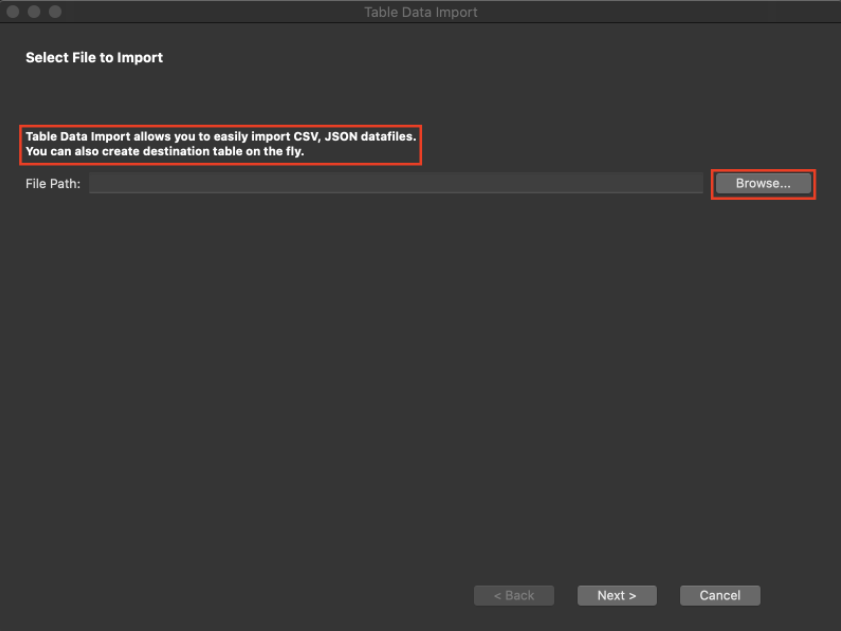 Table Data Import
Select File to Import
Table Data Import allows you to easily import CSV, JSON datafiles.
You can also create destination table on the fly.
File Path:
Browse...
< Back
Next >
Cancel